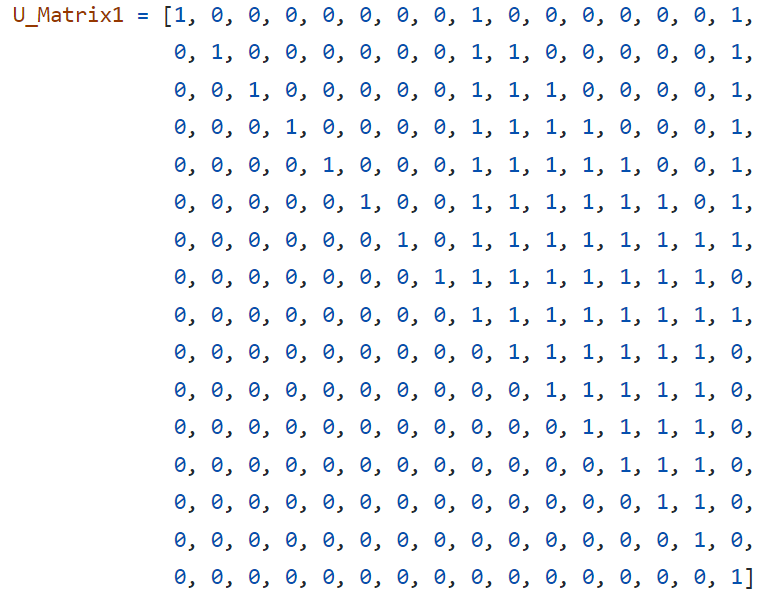 U_Matrix1 = [1, 0, 0, 0, 0, 0, 0, 0, 1, 0, 0, 0, 0, 0, 0, 1,
0, 1, 0, 0, 0, 0, 0, 0, 1, 1, 0, 0, 0, 0, 0, 1,
0, 0, 1, 0, 0, 0, 0, 0, 1, 1, 1, 0, 0, 0, 0, 1,
0, 0, 0, 1, 0, 0, 0, 0, 1, 1, 1, 1, 0, 0, 0, 1,
0, 0, 0, 0, 1, 0, 0, 0, 1, 1, 1, 1, 1, 0, 0, 1,
0, 0, 0, 0, 0, 1, 0, 0, 1, 1, 1, 1, 1, 1, 0, 1,
0, 0, 0, 0, 0, 0, 1, 0, 1, 1, 1, 1, 1, 1, 1, 1,
0, 0, 0, 0, 0, 0, 0, 1, 1, 1, 1, 1, 1, 1, 1, 0,
0, 0, 0, 0, 0, 0, 0, 0, 1, 1, 1, 1, 1, 1, 1, 1,
0, 0, 0, 0, 0, 0, 0, 0, 0, 1, 1, 1, 1, 1, 1, 0,
0, 0, 0, 0, 0, 0, 0, 0, 0, 0, 1, 1, 1, 1, 1, 0,
0, 0, 0, 0, 0, 0, 0, 0, 0, 0, 0, 1, 1, 1, 1, 0,
0, 0, 0, 0, 0, 0, 0, 0, 0, 0, 0, 0, 1, 1, 1, 0,
0, 0, 0, 0, 0, 0, 0, 0, 0, 0, 0, 0, 0, 1, 1, 0,
0, 0, 0, 0, 0, 0, 0, 0, 0, 0, 0, 0, 0, 0, 1, 0,
0, 0, 0, 0, 0, 0, 0, 0, 0, 0, 0, 0, 0, 0, 0, 1]